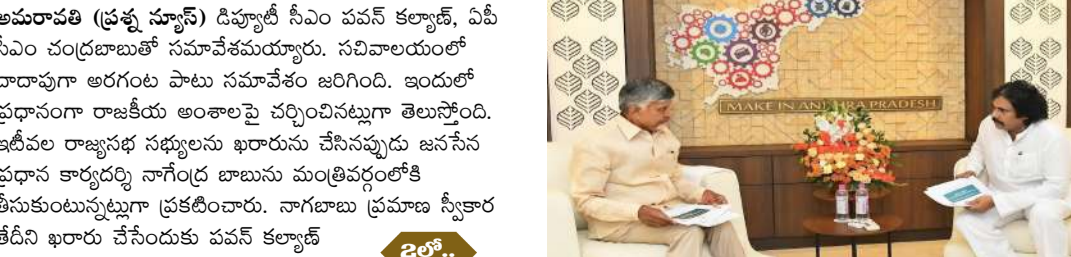 అమరావతి (ప్రశ్న న్యూస్) డిప్యూటీ సీఎం పవన్ కల్యాణ్, ఏపీ
సీఎం చంద్రబాబుతో సమావేశమయ్యారు. సచివాలయంలో
దాదాపుగా అరగంట పాటు సమావేశం జరిగింది. ఇందులో
ప్రధానంగా రాజకీయ అంశాలపై చర్చించినట్లుగా తెలుస్తోంది.
ఇటీవల రాజ్యసభ సభ్యులను ఖరారును చేసినప్పుడు జనసేన
ప్రధాన కార్యదర్శి నాగేంద్ర బాబును మంత్రివర్గంలోకి
తీసుకుంటున్నట్లుగా ప్రకటించారు. నాగబాబు ప్రమాణ స్వీకార
తేదీని ఖరారు చేసేందుకు పవన్ కల్యాణ్
2లో..
MAKE IN ANDHRA PRADESH